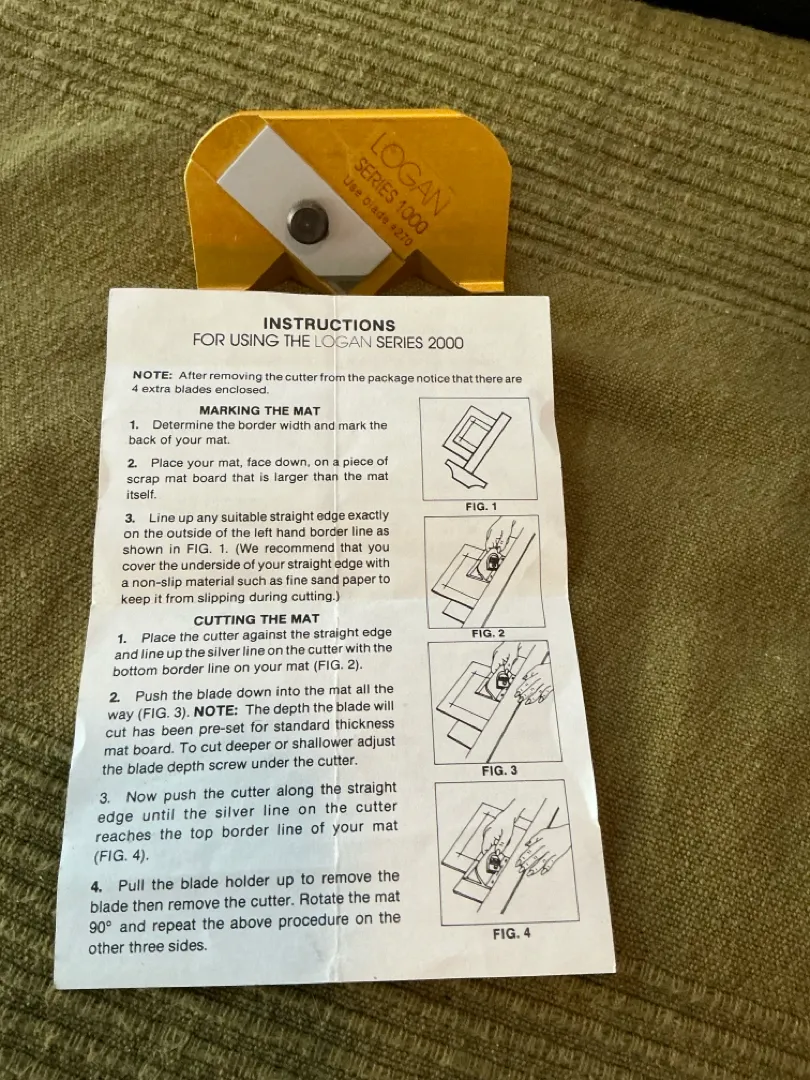 LOGAN
SERIES 1000
Use blade #270
INSTRUCTIONS
FOR USING THE LOGAN SERIES 2000
NOTE: After removing the cutter from the package notice that there are
4 extra blades enclosed.
MARKING THE MAT
1. Determine the border width and mark the
back of your mat.
2. Place your mat, face down, on a piece of
scrap mat board that is larger than the mat
itself.
3. Line up any suitable straight edge exactly
on the outside of the left hand border line as
shown in FIG. 1. (We recommend that you
cover the underside of your straight edge with
a non-slip material such as fine sand paper to
keep it from slipping during cutting.)
CUTTING THE MAT
1. Place the cutter against the straight edge
and line up the silver line on the cutter with the
bottom border line on your mat (FIG. 2).
2. Push the blade down into the mat all the
way (FIG. 3). NOTE: The depth the blade will
cut has been pre-set for standard thickness
mat board. To cut deeper or shallower adjust
the blade depth screw under the cutter.
3. Now push the cutter along the straight
edge until the silver line on the cutter
reaches the top border line of your mat
(FIG. 4).
4. Pull the blade holder up to remove the
blade then remove the cutter. Rotate the mat
90° and repeat the above procedure on the
other three sides.
FIG. 1
FIG. 2
FIG. 3
FIG. 4